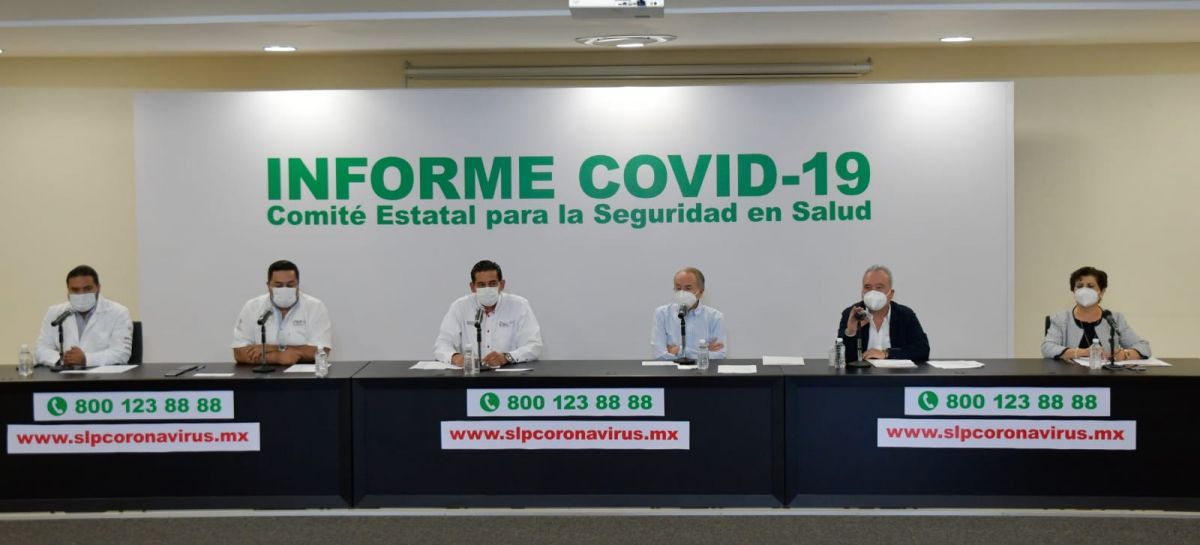 INFORME COVID-19
Comité Estatal para la Seguridad en Salud
800 123 88 88
www.slpcoronavirus.mx
800 123 88 88
www.slpcoronavirus.mx
800 123 88 88
www.slpcoronavirus.mx